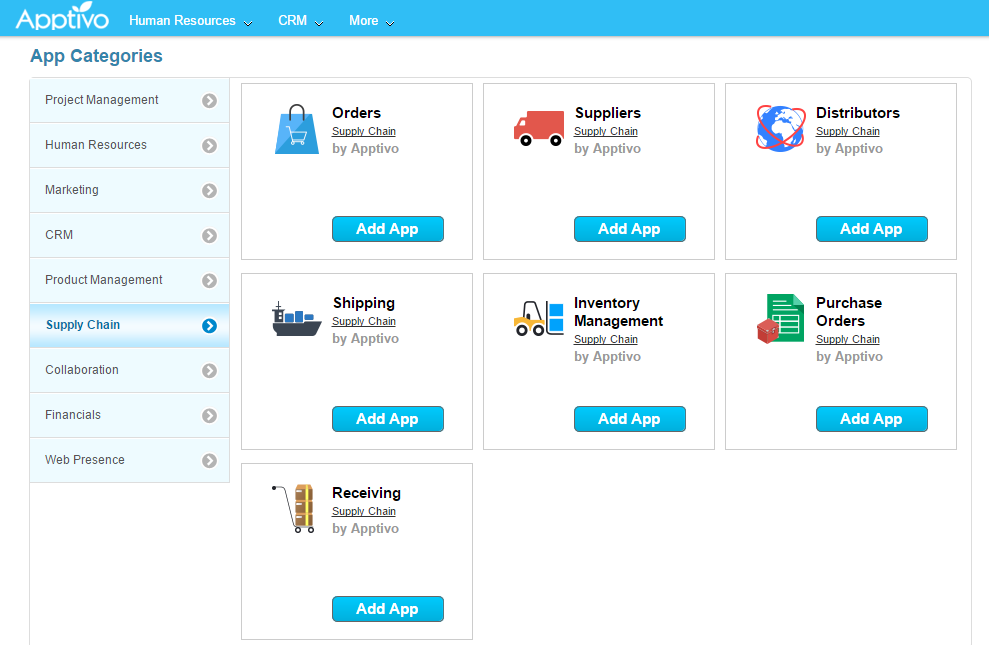 Apptivo
Human Resources
CRM
More
App Categories
Project Management
Human Resources
Marketing
CRM
Product Management
Supply Chain
Collaboration
Financials
Web Presence
Orders
Supply Chain
by Apptivo
Add App
Suppliers
Supply Chain
by Apptivo
Add App
Distributors
Supply Chain
by Apptivo
Add App
Shipping
Supply Chain
by Apptivo
Add App
Inventory
Management
Supply Chain
by Apptivo
Add App
Purchase
Orders
Supply Chain
by Apptivo
Add App
Receiving
Supply Chain
by Apptivo
Add App